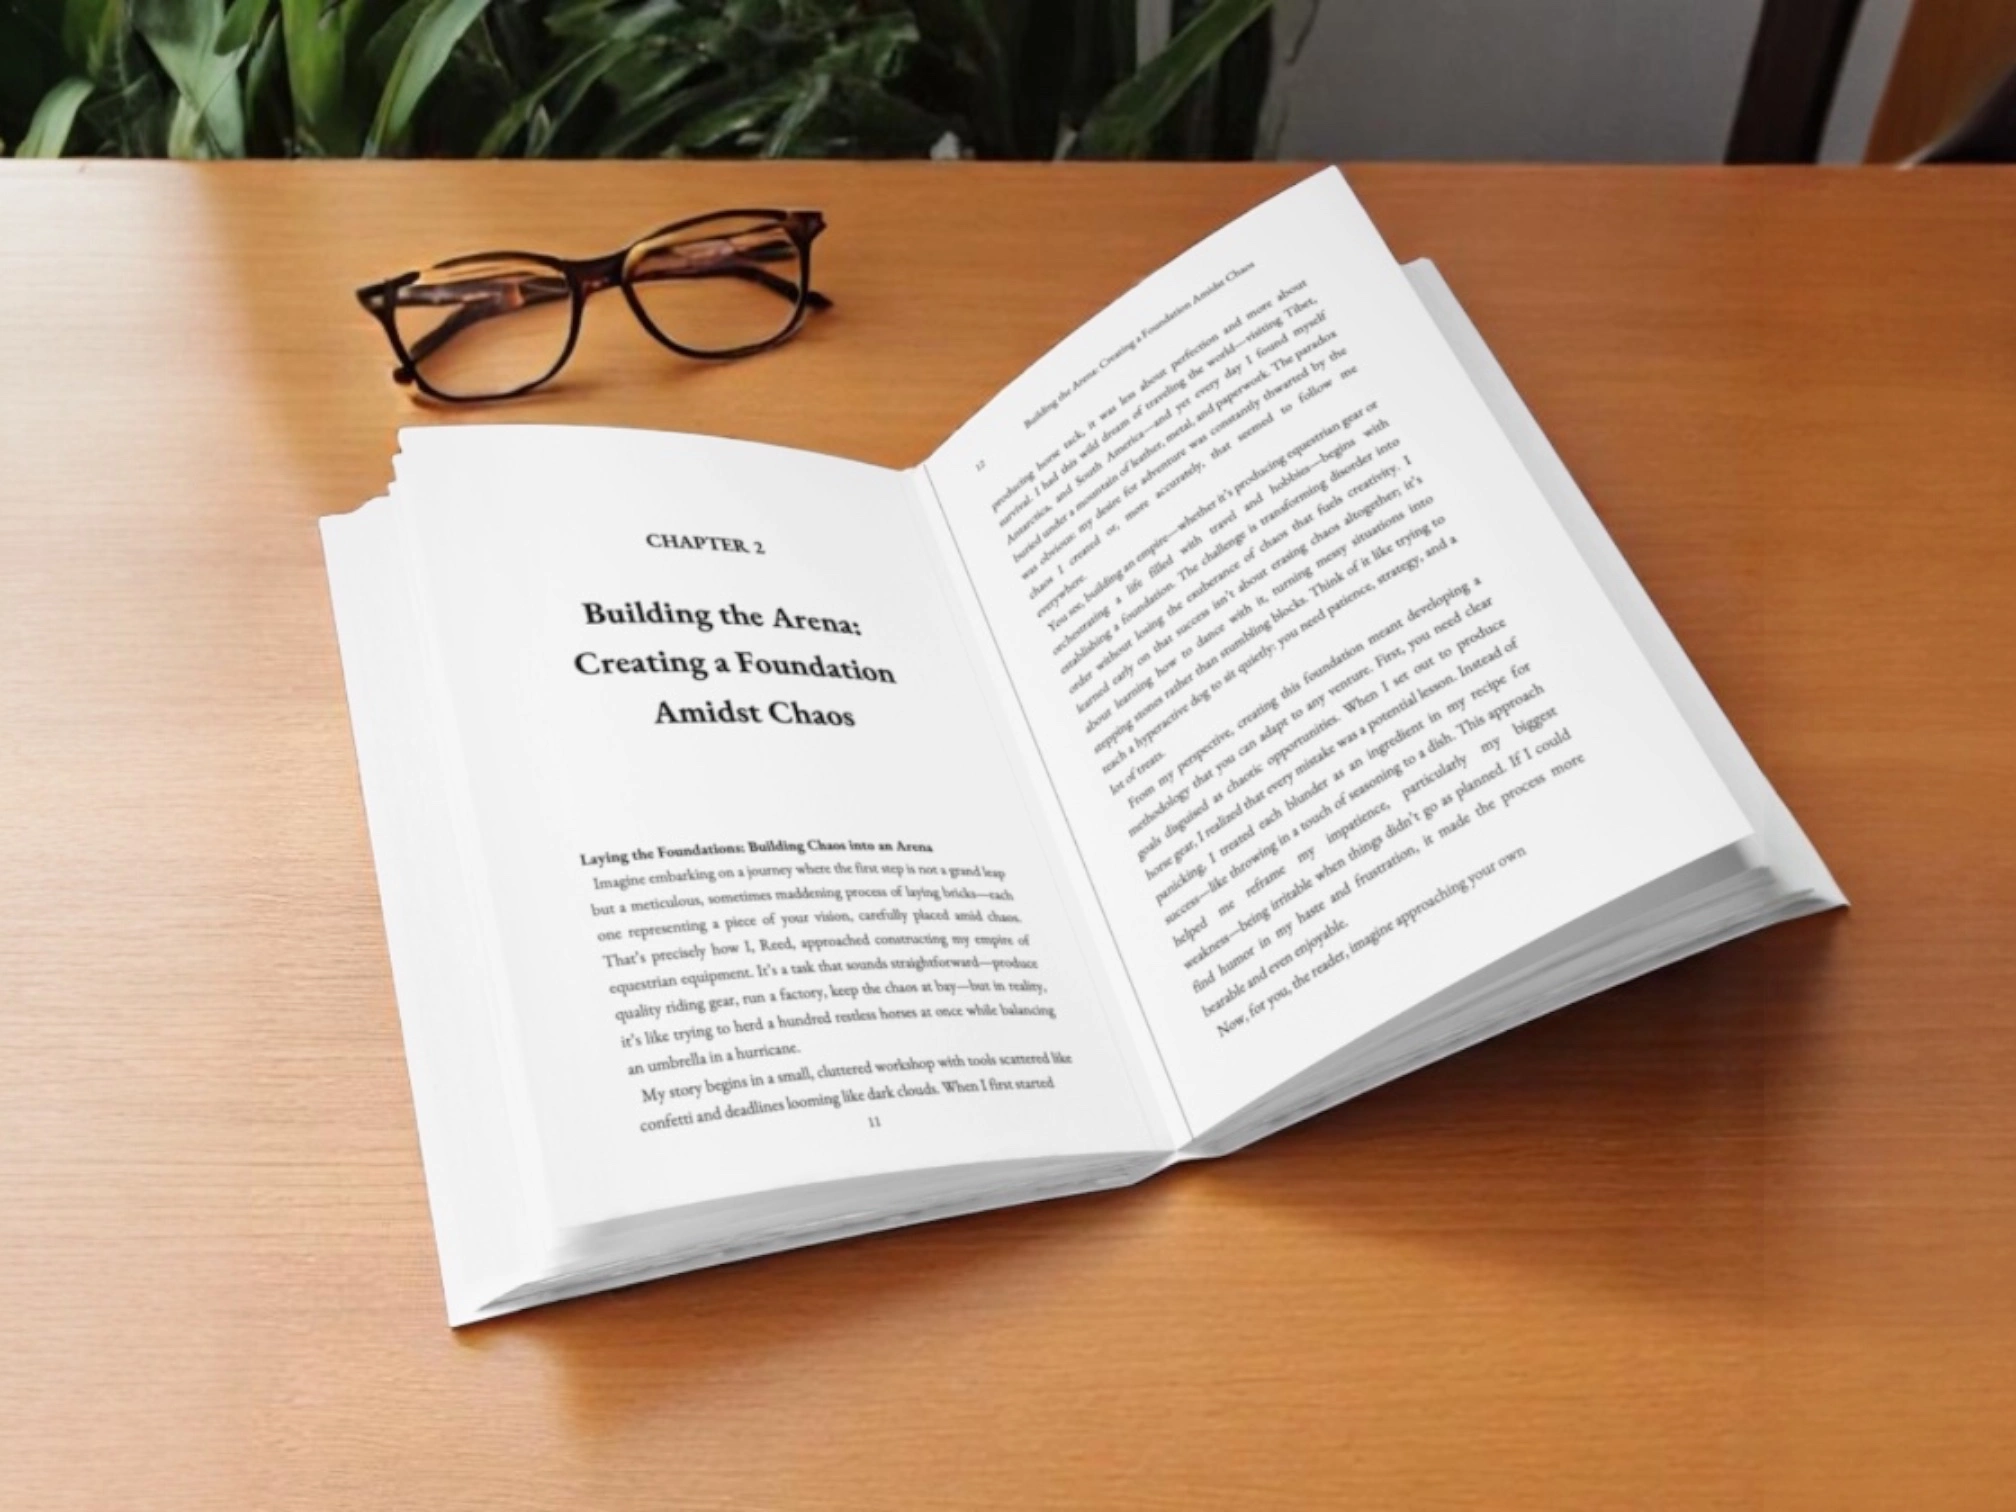 CHAPTER 2
Building the Arena:
Creating a Foundation
Amidst Chaos
Laying the Foundations: Building Chaos into an Arena
Imagine embarking on a journey where the first step is not a grand leap
but a meticulous, sometimes maddening process of laying bricks—each
one representing a piece of your vision, carefully placed amid chaos.
That's precisely how I, Reed, approached constructing my empire of
equestrian equipment. It's a task that sounds straightforward—produce
quality riding gear, run a factory, keep the chaos at bay—but in reality,
it's like trying to herd a hundred restless horses at once while balancing
an umbrella in a hurricane.
My story begins in a small, cluttered workshop with tools scattered like
confetti and deadlines looming like dark clouds. When I first started
11
12
Building the Arena: Creating a Foundation Amidst Chaos
producing horse tack, it was less about perfection and more about
survival. I had this wild dream of traveling the world—visiting Tibet,
Antarctica, and South America—and yet every day I found myself
buried under a mountain of leather, metal, and paperwork. The paradox
was obvious: my desire for adventure was constantly thwarted by the
chaos I created or, more accurately, that seemed to follow me
everywhere.
You see, building an empire—whether it's producing equestrian gear or
orchestrating a life filled with travel and hobbies—begins with
establishing a foundation. The challenge is transforming disorder into
order without losing the exuberance of chaos that fuels creativity. I
learned early on that success isn't about erasing chaos altogether; it's
about learning how to dance with it, turning messy situations into
stepping stones rather than stumbling blocks. Think of it like trying to
teach a hyperactive dog to sit quietly: you need patience, strategy, and a
lot of treats.
From my perspective, creating this foundation meant developing a
methodology that you can adapt to any venture. First, you need clear
goals disguised as chaotic opportunities. When I set out to produce
horse gear, I realized that every mistake was a potential lesson. Instead of
panicking, I treated each blunder as an ingredient in my recipe for
success—like throwing in a touch of seasoning to a dish. This approach
helped me reframe my impatience, particularly my biggest
weakness—being irritable when things didn't go as planned. If I could
find humor in my haste and frustration, it made the process more
bearable and even enjoyable.
Now, for you, the reader, imagine approaching your own